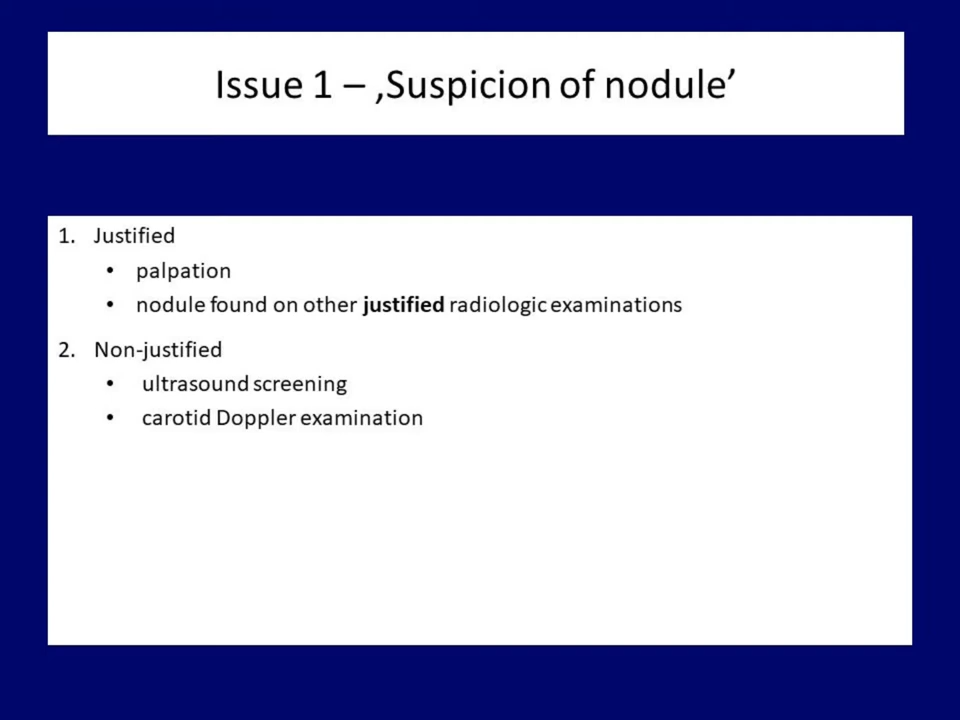 Issue 1 – ‚Suspicion of nodule’
1. Justified
• palpation
• nodule found on other justified radiologic examinations
2. Non-justified
• ultrasound screening
• carotid Doppler examination